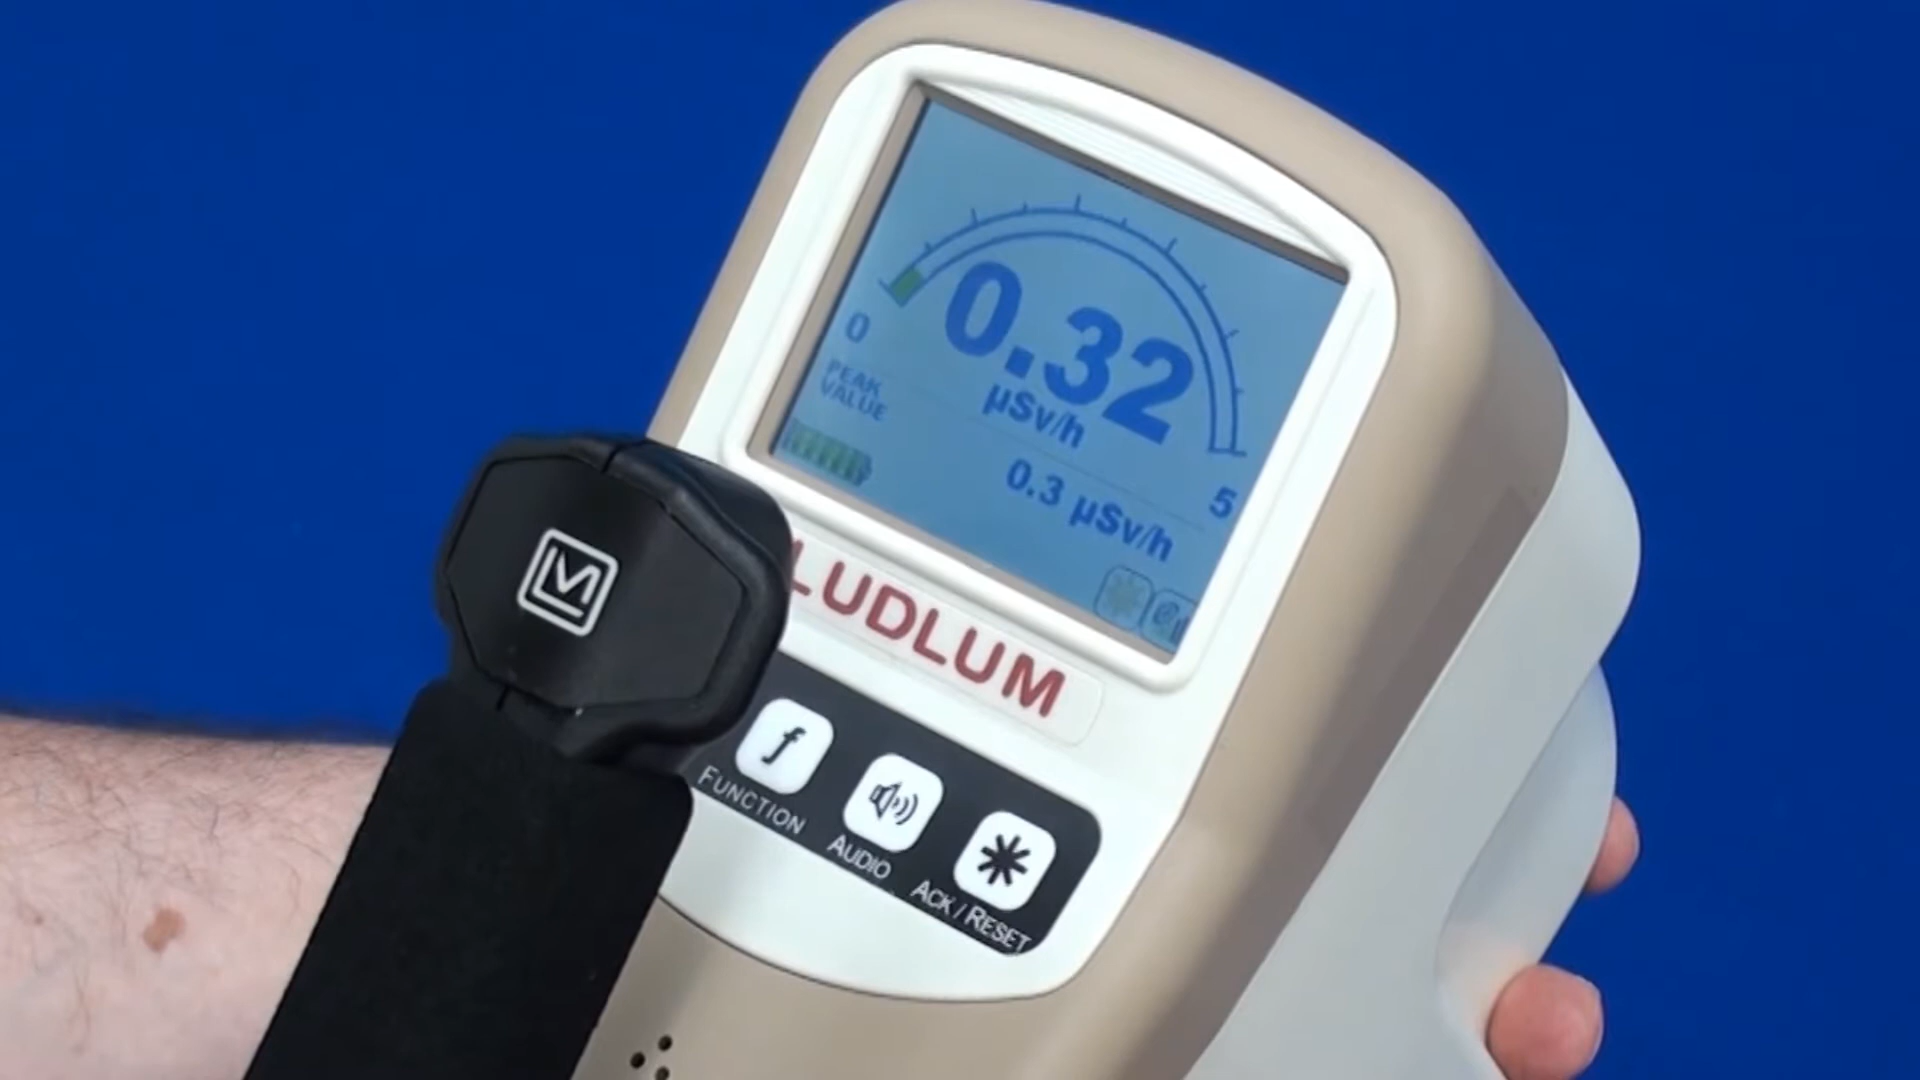 0.32
µSv/h
0
5
PEAK
VALUE
0.3 µSv/h
LUDLUM
f
FUNCTION
AUDIO
ACK / RESET